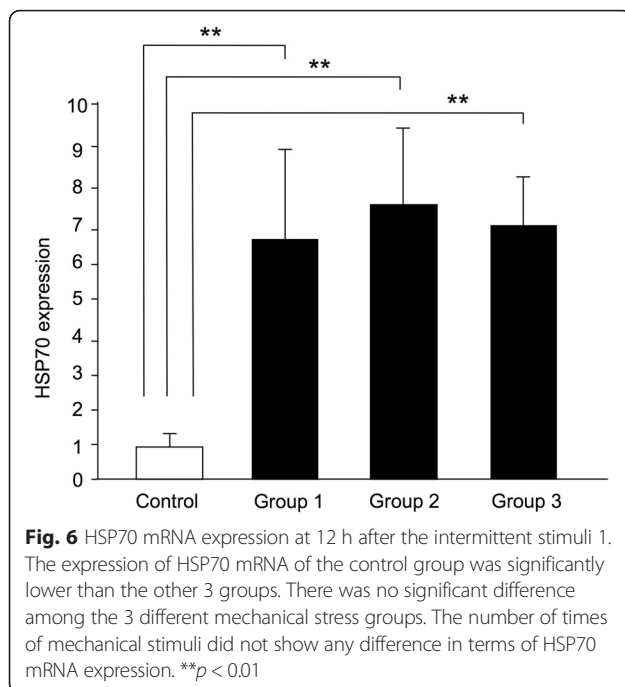 **
**
**
10
9
8
7
6
5
4
3
2
1
0
HSP70 expression
Control Group 1 Group 2 Group 3
Fig. 6 HSP70 mRNA expression at 12 h after the intermittent stimuli 1.
The expression of HSP70 mRNA of the control group was significantly
lower than the other 3 groups. There was no significant difference
among the 3 different mechanical stress groups. The number of times
of mechanical stimuli did not show any difference in terms of HSP70
mRNA expression. **p < 0.01